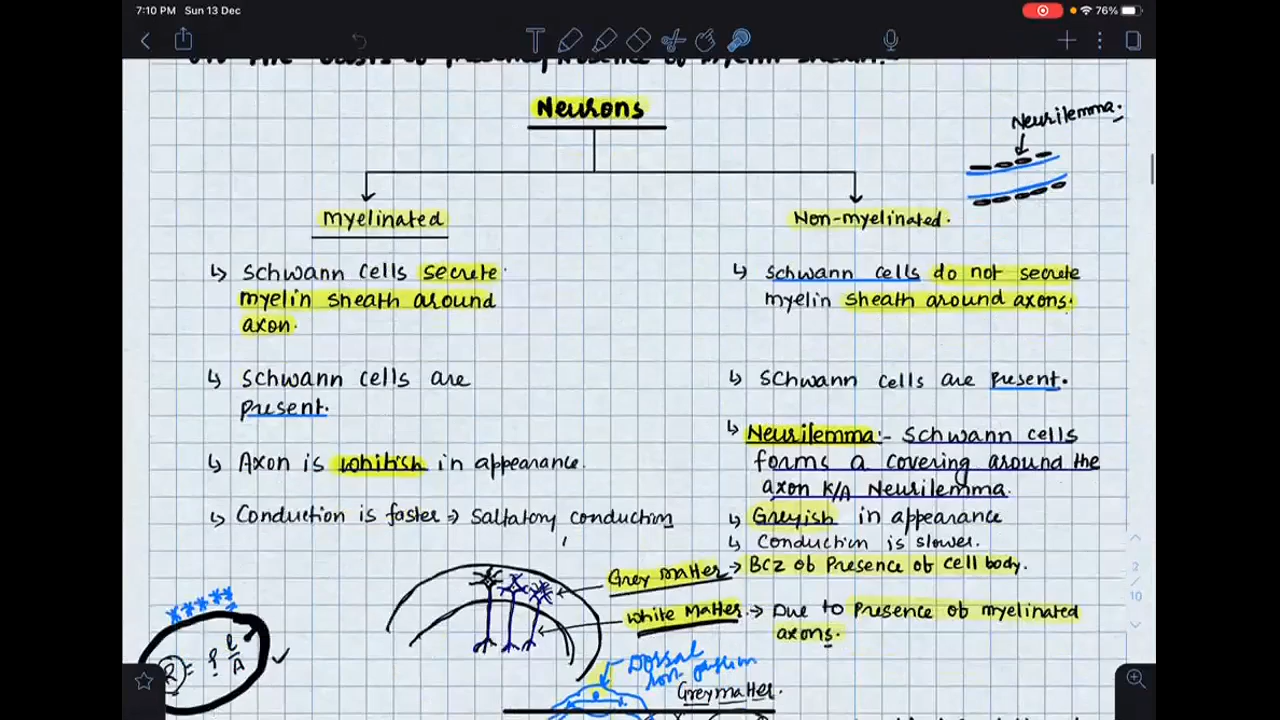 7:10 PM Sun 13 Dec
76%
Neurons
Neurilemma.
Myelinated
Non-myelinated.
↳ Schwann cells secrete
myelin sheath around
axon.
↳ Schwann cells are
present.
↳ Axon is whitish in appearance.
↳ Conduction is faster ⇒ Saltatory conduction
↳ Schwann cells do not secrete
myelin sheath around axons.
↳ Schwann cells are present.
↳ Neurilemma:- Schwann cells
forms a covering around the
axon K/A Neurilemma.
↳ Greyish in appearance
↳ Conduction is slower.
Grey Matter → Bcz of Presence of cell body.
White Matter → Due to Presence of myelinated
axons.
R = ρ l/A
Dorsal
root
Grey matter.
2
/
10